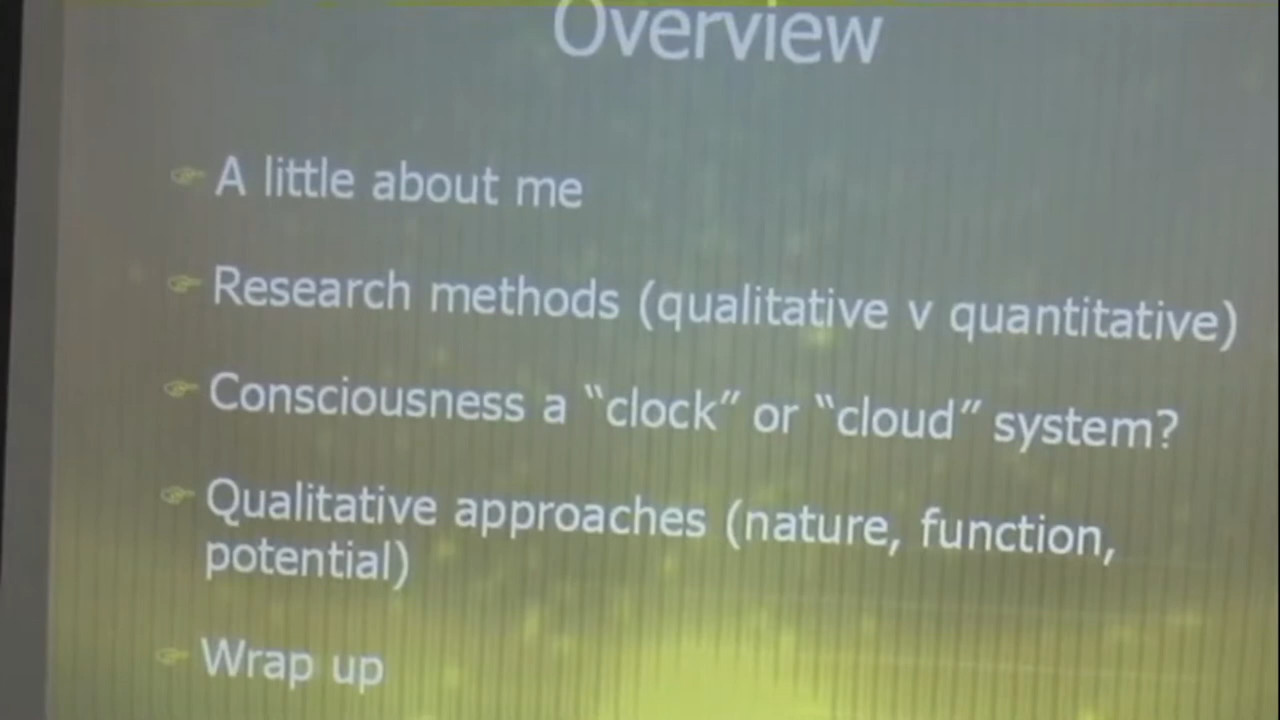 Overview
A little about me
Research methods (qualitative v quantitative)
Consciousness a “clock” or “cloud” system?
Qualitative approaches (nature, function,
potential)
Wrap up